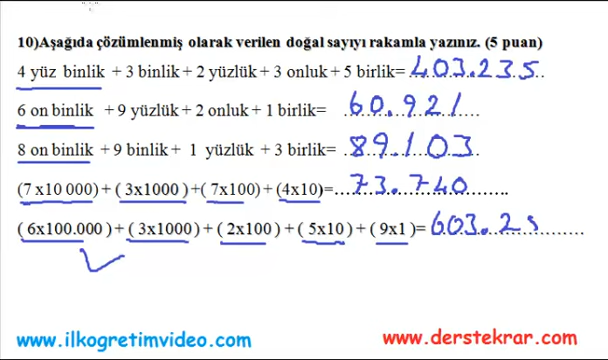 10)Aşağıda çözümlenmiş olarak verilen doğal sayıyı rakamla yazınız. (5 puan)
4 yüz binlik + 3 binlik + 2 yüzlük + 3 onluk + 5 birlik= 403.235..
6 on binlik + 9 yüzlük + 2 onluk + 1 birlik= 60.921
8 on binlik + 9 binlik + 1 yüzlük + 3 birlik= 89.103
(7 x10 000) + ( 3x1000 ) +( 7x100) + (4x10)=....73.740
( 6x100.000 ) + ( 3x1000) + ( 2x100 ) + ( 5x10 ) + ( 9x1 )= 603.25
www.ilkogretimvideo.com www.derstekrar.com